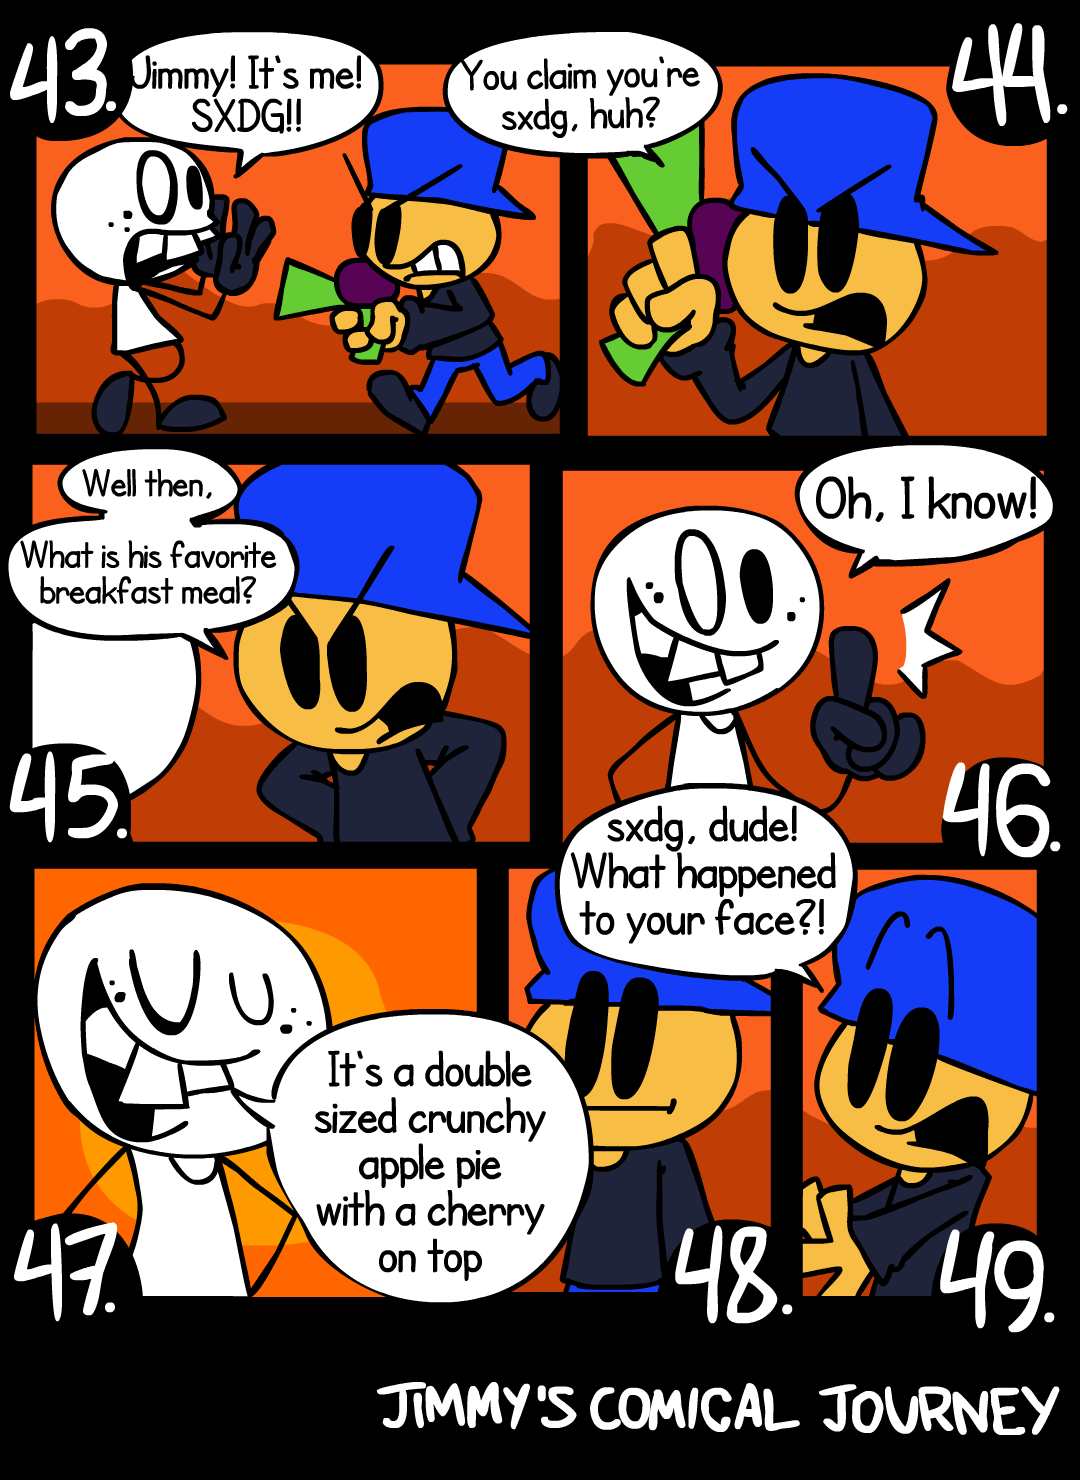 43.
Jimmy! It's me!
SXDG!!
You claim you're
sxdg, huh?
44.
Well then,
What is his favorite
breakfast meal?
45.
Oh, I know!
46.
It's a double
sized crunchy
apple pie
with a cherry
on top
47.
48.
sxdg, dude!
What happened
to your face?!
49.
JIMMY'S COMICAL JOURNEY